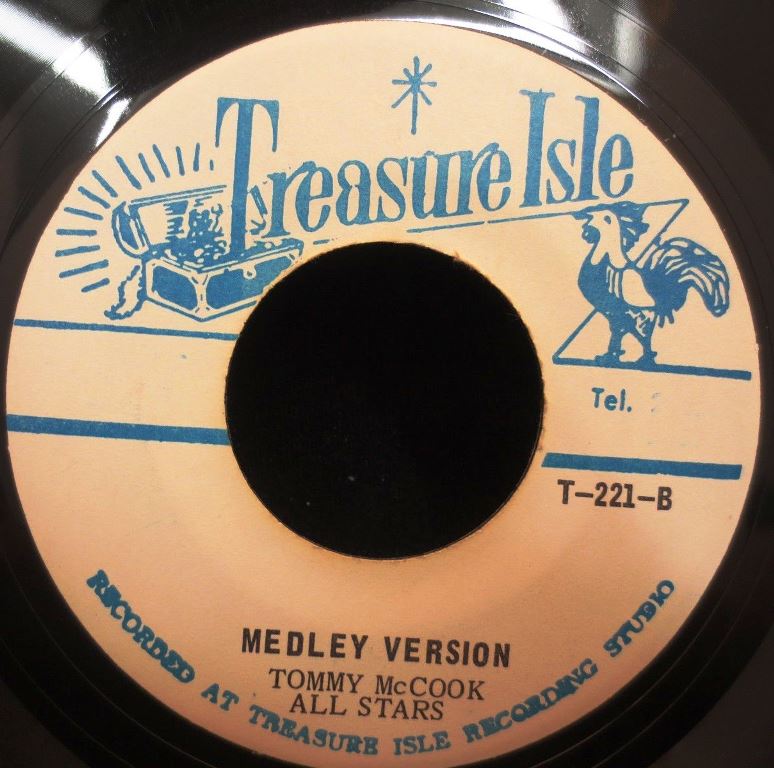 Treasure Isle
Tel.
T-221-B
MEDLEY VERSION
TOMMY McCOOK
ALL STARS
RECORDED AT TREASURE ISLE RECORDING STUDIO